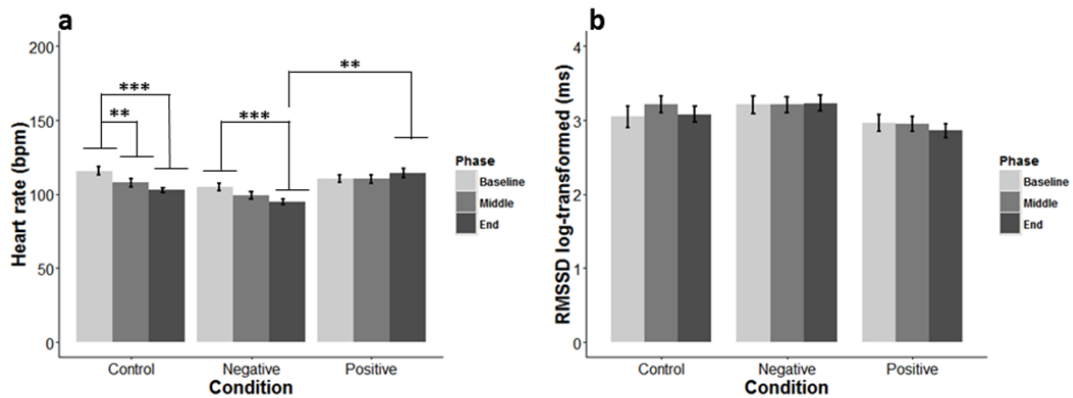 a
200
150
100
50
0
Heart rate (bpm)
***
**
***
**
Control
Negative
Positive
Condition
Phase
Baseline
Middle
End
b
4
3
2
1
0
RMSSD log-transformed (ms)
Control
Negative
Positive
Condition
Phase
Baseline
Middle
End